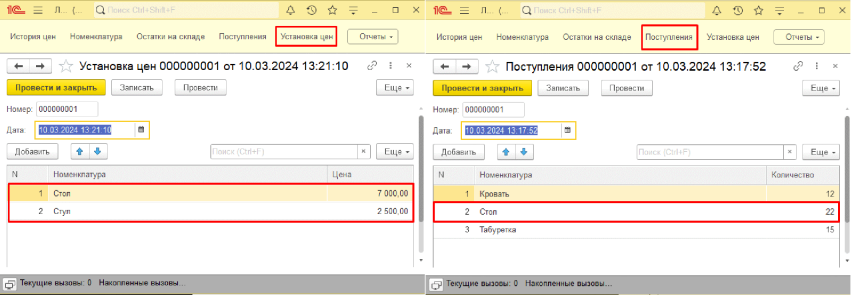 1С Л... (... Поиск Ctrl+Shift+F
История цен Номенклатура Остатки на складе Поступления Установка цен Отчеты
Установка цен 000000001 от 10.03.2024 13:21:10
Провести и закрыть Записать Провести Еще
Номер: 000000001
Дата: 10.03.2024 13:21:10
Добавить Поиск (Ctrl+F) × Еще
N Номенклатура Цена
1 Стол 7 000,00
2 Стул 2 500,00
Текущие вызовы: 0 Накопленные вызовы...
1С Л... (... Поиск Ctrl+Shift+F
История цен Номенклатура Остатки на складе Поступления Установка цен Отчеты
Поступления 000000001 от 10.03.2024 13:17:52
Провести и закрыть Записать Провести Еще
Номер: 000000001
Дата: 10.03.2024 13:17:52
Добавить Поиск (Ctrl+F) × Еще
N Номенклатура Количество
1 Кровать 12
2 Стол 22
3 Табуретка 15
Текущие вызовы: 0 Накопленные вызовы...